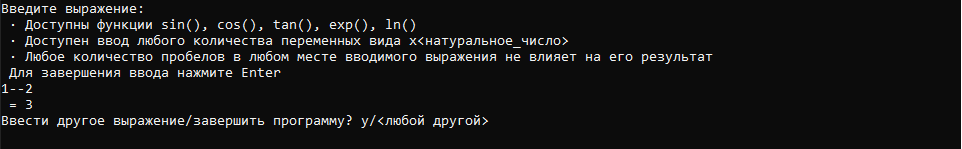 Введите выражение:
· Доступны функции sin(), cos(), tan(), exp(), ln()
· Доступен ввод любого количества переменных вида x<натуральное_число>
· Любое количество пробелов в любом месте вводимого выражения не влияет на его результат
Для завершения ввода нажмите Enter
1--2
= 3
Ввести другое выражение/завершить программу? y/<любой другой>